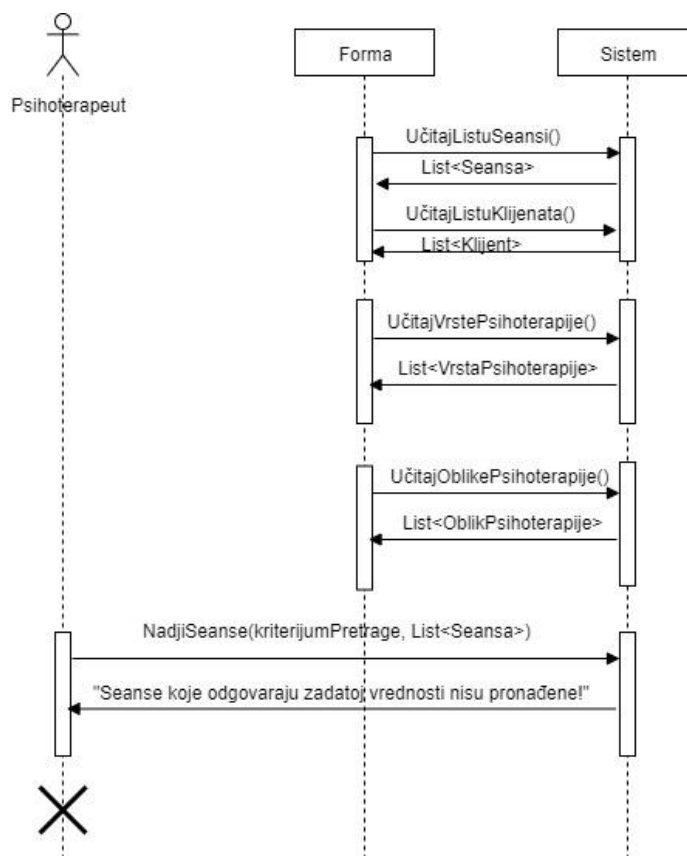 Forma
Sistem
Psihoterapeut
UčitajListuSeansi()
List<Seansa>
UčitajListuKlijenata()
List<Klijent>
UčitajVrstePsihoterapije()
List<VrstaPsihoterapije>
UčitajOblikePsihoterapije()
List<OblikPsihoterapije>
NadjiSeanse(kriterijumPretrage, List<Seansa>)
"Seanse koje odgovaraju zadatoj vrednosti nisu pronađene!"